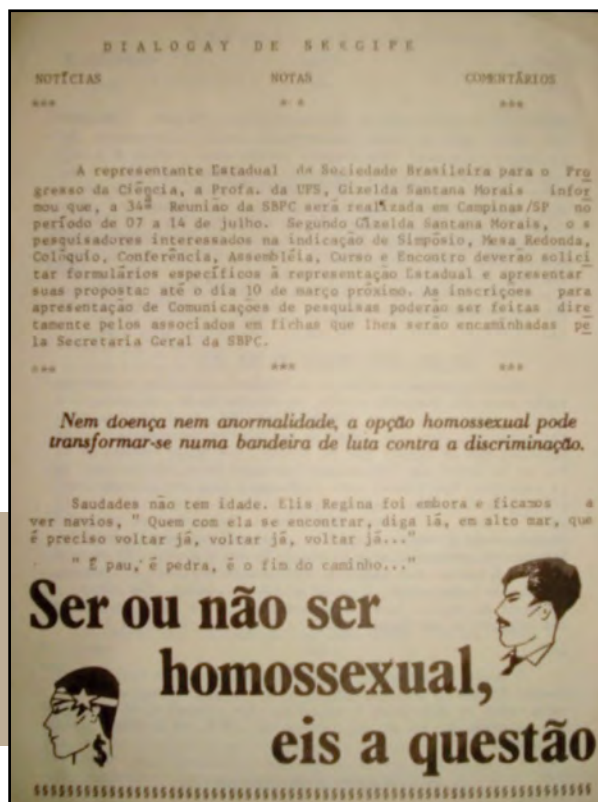 DIALOGAY DE SERGIPE
NOTÍCIAS NOTAS COMENTÁRIOS
*** * * ***
A representante Estadual da Sociedade Brasileira para o Pro
gresso da Ciência, a Profa. da UFS, Gizelda Santana Morais infor
mou que, a 34ª Reunião da SBPC será realizada em Campinas/SP no
período de 07 a 14 de julho. Segundo Gizelda Santana Morais, o s
pesquisadores interessados na indicação de Simpósio, Mesa Redonda,
Colóquio, Conferência, Assembléia, Curso e Encontro deverão solici
tar formulários específicos à representação Estadual e apresentar
suas propostas até o dia 10 de março próximo. As inscrições para
apresentação de Comunicações de pesquisas poderão ser feitas dire
tamente pelos associados em fichas que lhes serão encaminhadas pe
la Secretaria Geral da SBPC.
*** *** ***
Nem doença nem anormalidade, a opção homossexual pode
transformar-se numa bandeira de luta contra a discriminação.
Saudades não tem idade. Elis Regina foi embora e ficamos a
ver navios, " Quem com ela se encontrar, diga lá, em alto mar, que
é preciso voltar já, voltar já, voltar já..."
" É pau, é pedra, é o fim do caminho..."
Ser ou não ser
homossexual,
eis a questão
$
$$$$$$$$$$$$$$$$$$$$$$$$$$$$$$$$$$$$$$$$$$$$$$$$$$$$$$$$$$$$$$$$$$